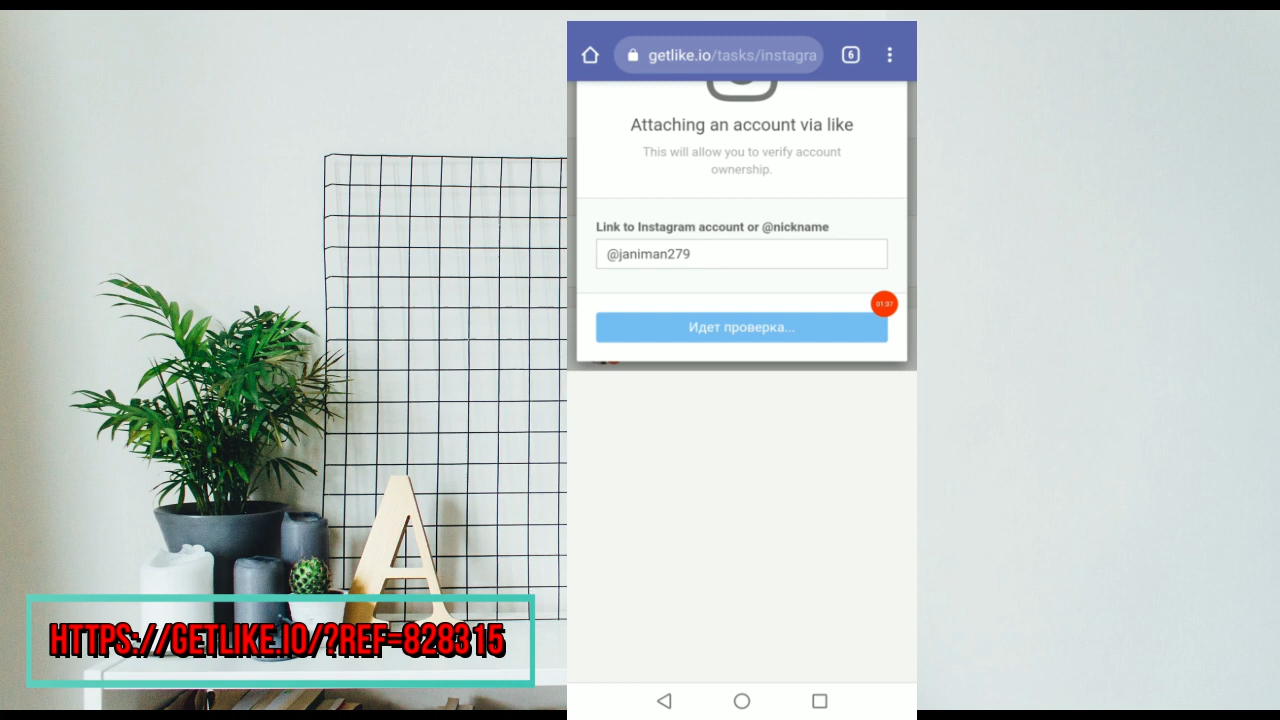 getlike.io/tasks/instagra
6
Attaching an account via like
This will allow you to verify account
ownership.
Link to Instagram account or @nickname
@janiman279
01:37
Идет проверка...
A
HTTPS://GETLIKE.IO/?REF=828315